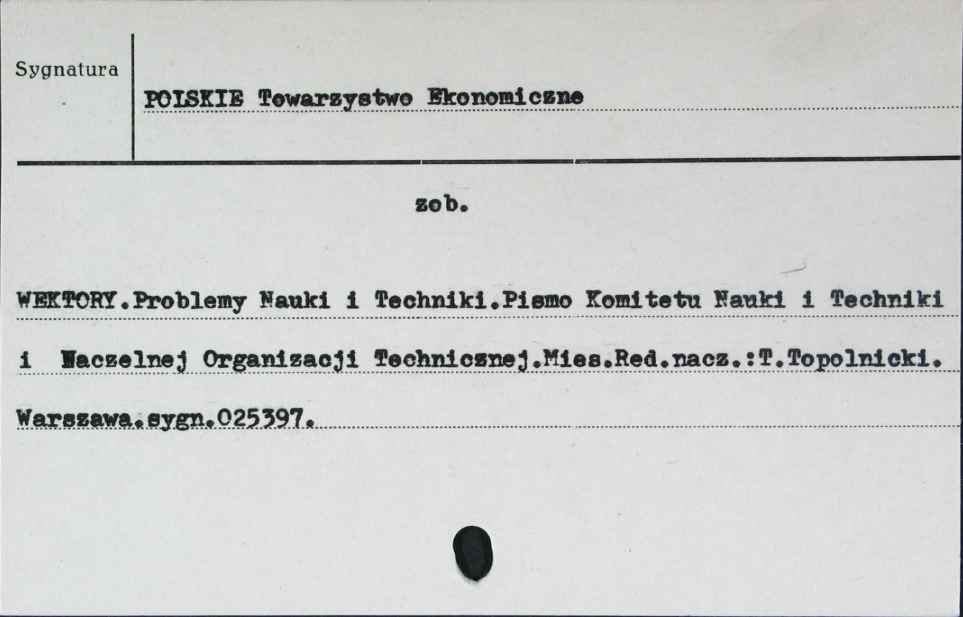 Sygnatura
POLSKIE Towarzystwo Ekonomiczne
zob.
WEKTORY.Problemy Nauki i Techniki.Pismo Komitetu Nauki i Techniki
i Naczelnej Organizacji Technicznej.Mies.Red.nacz.:T.Topolnicki.
Warszawa.sygn.025397.